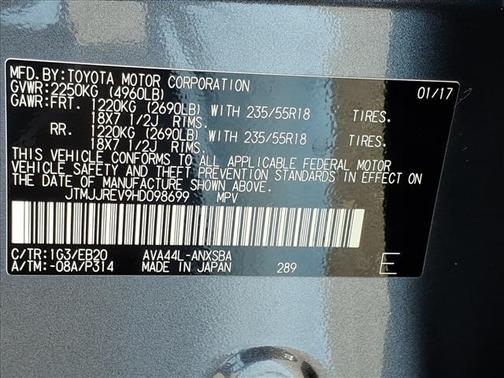 MFD. BY: TOYOTA MOTOR CORPORATION 01/17
GVWR: 2250KG (4960LB)
GAWR: FRT. 1220KG (2690LB) WITH 235/55R18 TIRES.
18X7 1/2J RIMS.
RR. 1220KG (2690LB) WITH 235/55R18 TIRES.
18X7 1/2J RIMS.
THIS VEHICLE CONFORMS TO ALL APPLICABLE FEDERAL MOTOR
VEHICLE SAFETY AND THEFT PREVENTION STANDARDS IN EFFECT ON
THE DATE OF MANUFACTURE SHOWN ABOVE.
JTMJJREV9HD098699 MPV
C/TR: 1G3/EB20 AVA44L-ANXSBA
A/TM: -08A/P314 MADE IN JAPAN 289 E